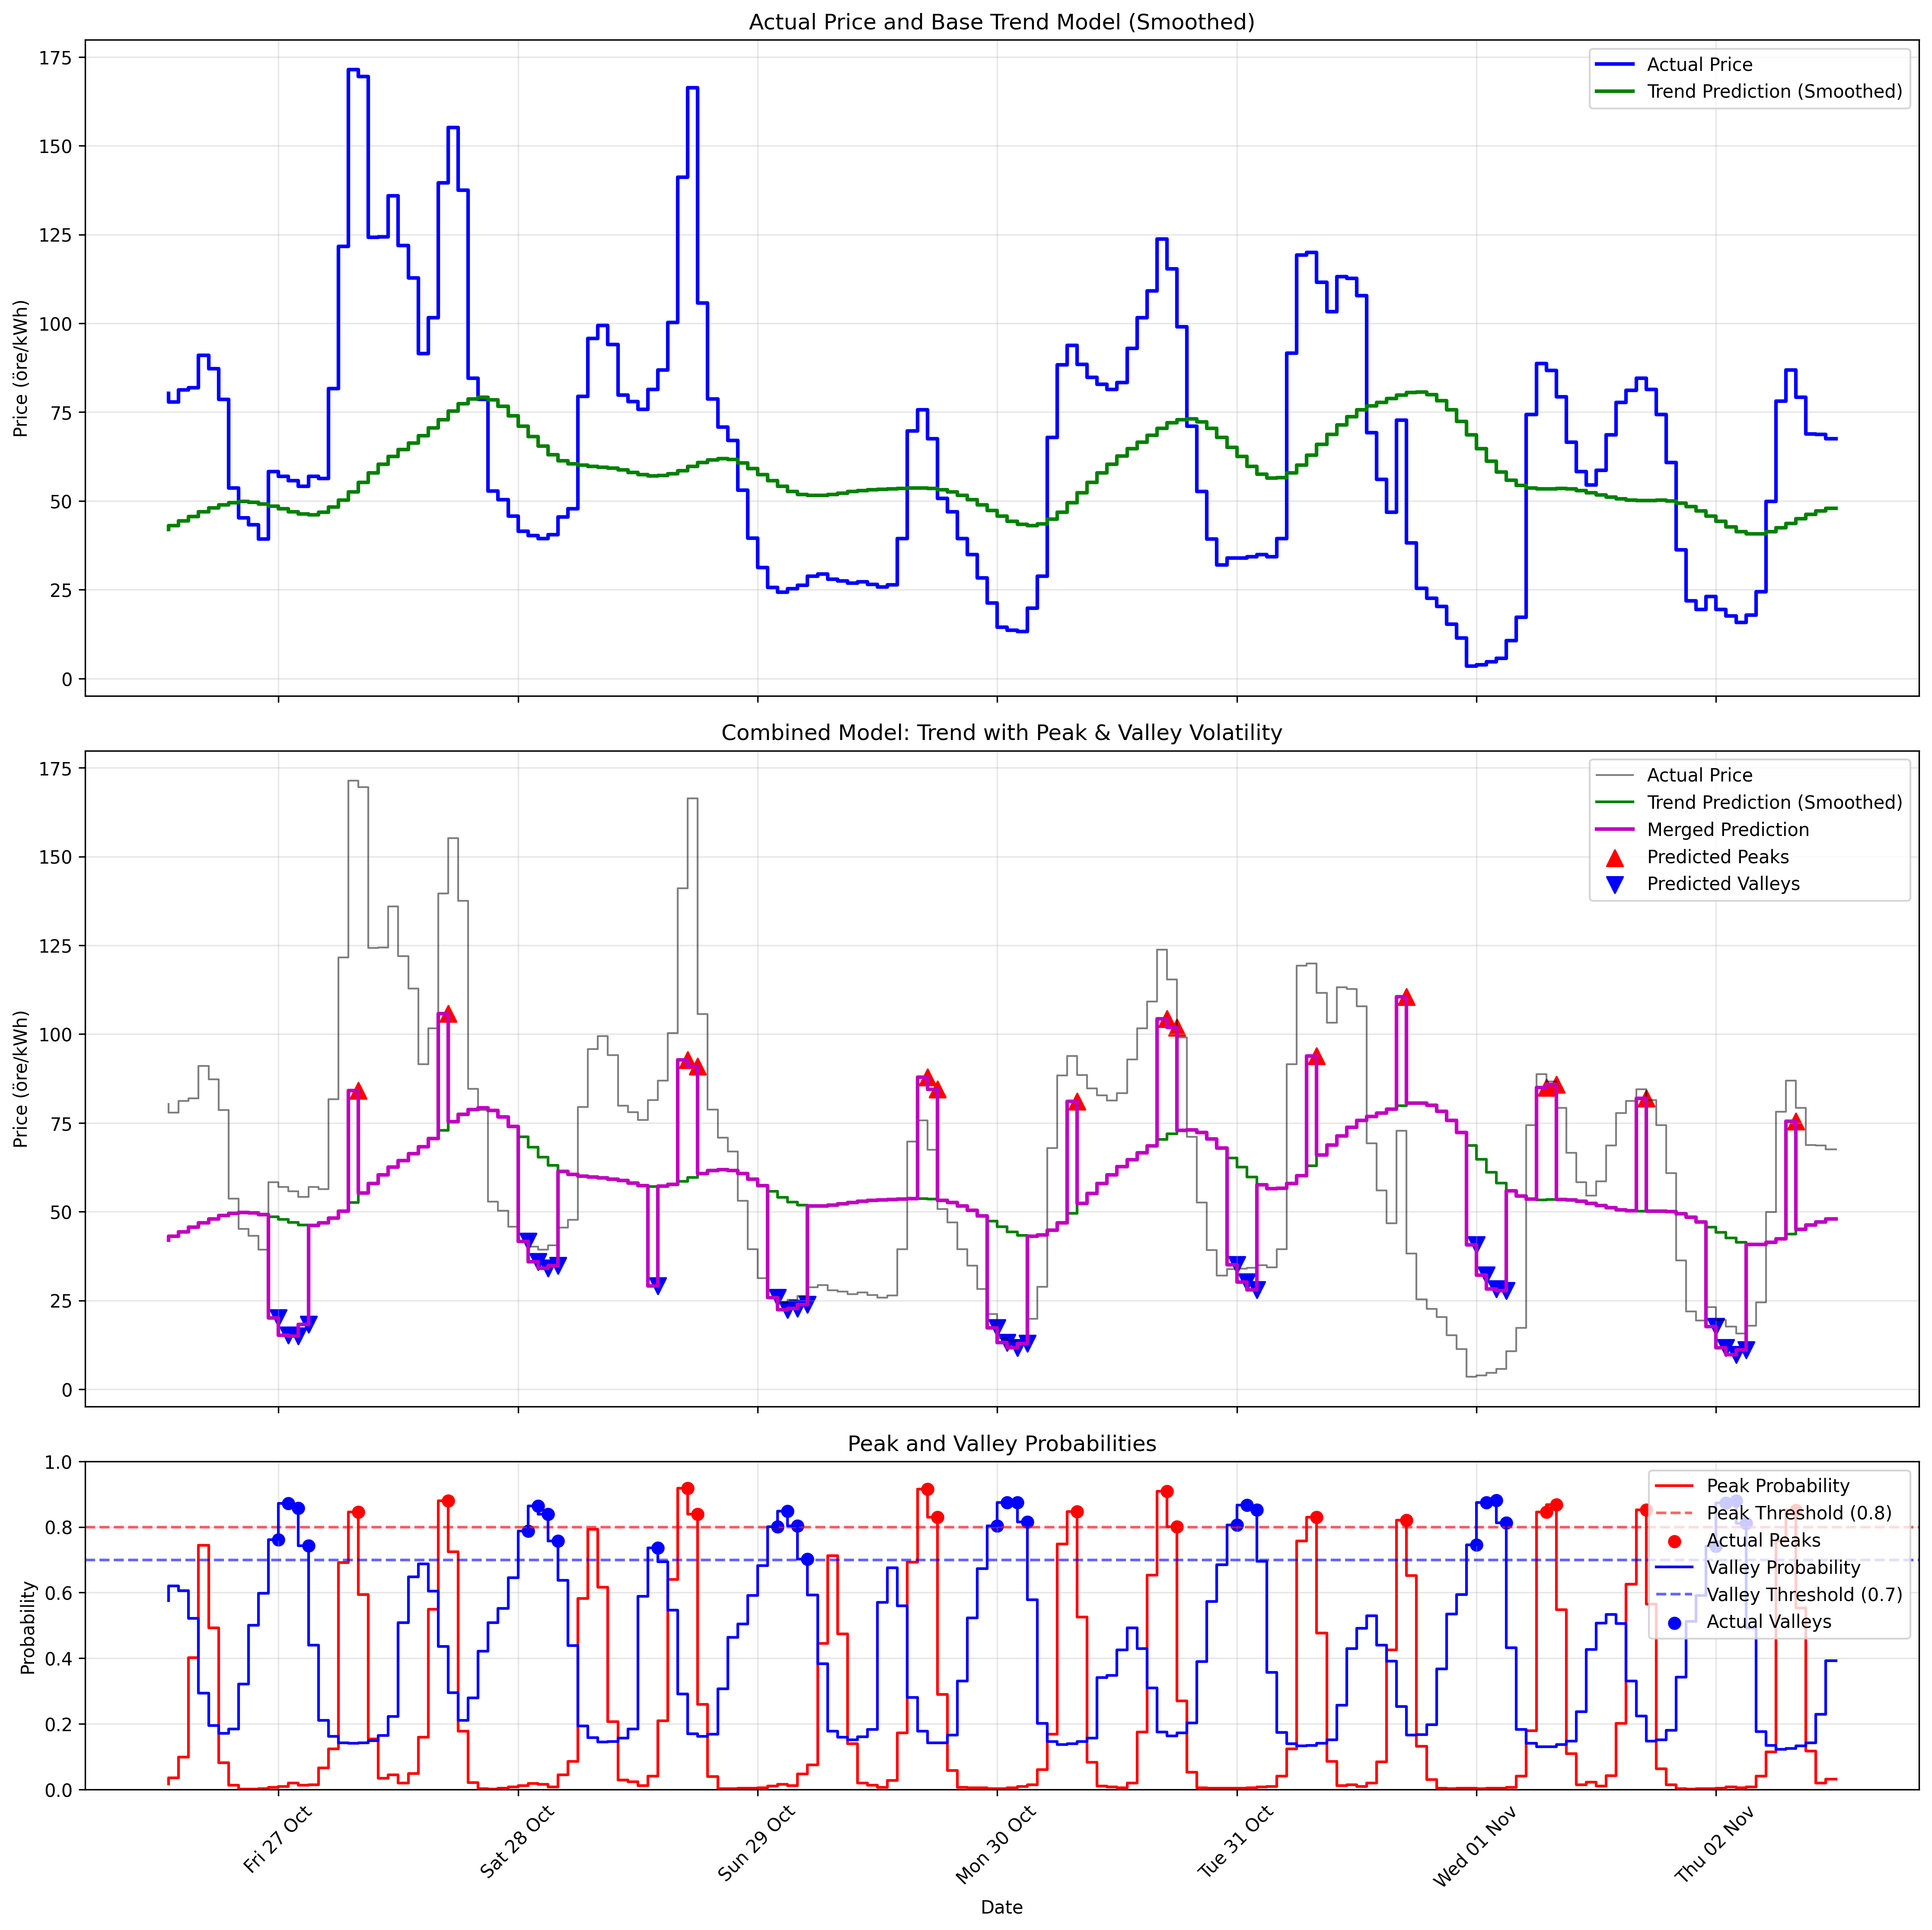 Actual Price and Base Trend Model (Smoothed)
175
150
125
100
75
50
25
0
Price (öre/kWh)
Actual Price
Trend Prediction (Smoothed)
Combined Model: Trend with Peak & Valley Volatility
175
150
125
100
75
50
25
0
Price (öre/kWh)
Actual Price
Trend Prediction (Smoothed)
Merged Prediction
Predicted Peaks
Predicted Valleys
Peak and Valley Probabilities
1.0
0.8
0.6
0.4
0.2
0.0
Probability
Peak Probability
Peak Threshold (0.8)
Actual Peaks
Valley Probability
Valley Threshold (0.7)
Actual Valleys
Fri 27 Oct
Sat 28 Oct
Sun 29 Oct
Mon 30 Oct
Tue 31 Oct
Wed 01 Nov
Thu 02 Nov
Date